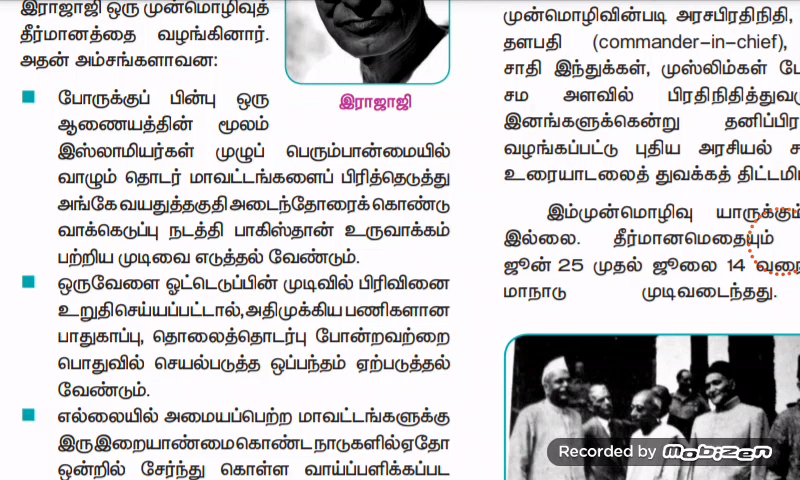 இராஜாஜி ஒரு முன்மொழிவுத்
தீர்மானத்தை வழங்கினார்.
அதன் அம்சங்களாவன:
இராஜாஜி
போருக்குப் பின்பு ஒரு
ஆணையத்தின் மூலம்
இஸ்லாமியர்கள் முழுப் பெரும்பான்மையில்
வாழும் தொடர் மாவட்டங்களைப் பிரித்தெடுத்து
அங்கே வயதுத்தகுதி அடைந்தோரைக் கொண்டு
வாக்கெடுப்பு நடத்தி பாகிஸ்தான் உருவாக்கம்
பற்றிய முடிவை எடுத்தல் வேண்டும்.
ஒருவேளை ஓட்டெடுப்பின் முடிவில் பிரிவினை
உறுதிசெய்யப்பட்டால், அதிமுக்கிய பணிகளான
பாதுகாப்பு, தொலைத்தொடர்பு போன்றவற்றை
பொதுவில் செயல்படுத்த ஒப்பந்தம் ஏற்படுத்தல்
வேண்டும்.
எல்லையில் அமையப்பெற்ற மாவட்டங்களுக்கு
இரு இறையாண்மை கொண்ட நாடுகளில் ஏதோ
ஒன்றில் சேர்ந்து கொள்ள வாய்ப்பளிக்கப்பட
முன்மொழிவின்படி அரசபிரதிநிதி,
தளபதி (commander-in-chief),
சாதி இந்துக்கள், முஸ்லிம்கள் பே
சம அளவில் பிரதிநிதித்துவமு
இனங்களுக்கென்று தனிப்பிர
வழங்கப்பட்டு புதிய அரசியல் ச
உரையாடலைத் துவக்கத் திட்டமி
இம்முன்மொழிவு யாருக்கும்
இல்லை. தீர்மானமெதையும்
ஜூன் 25 முதல் ஜூலை 14 வரை
மாநாடு முடிவடைந்தது.
Recorded by mobizen